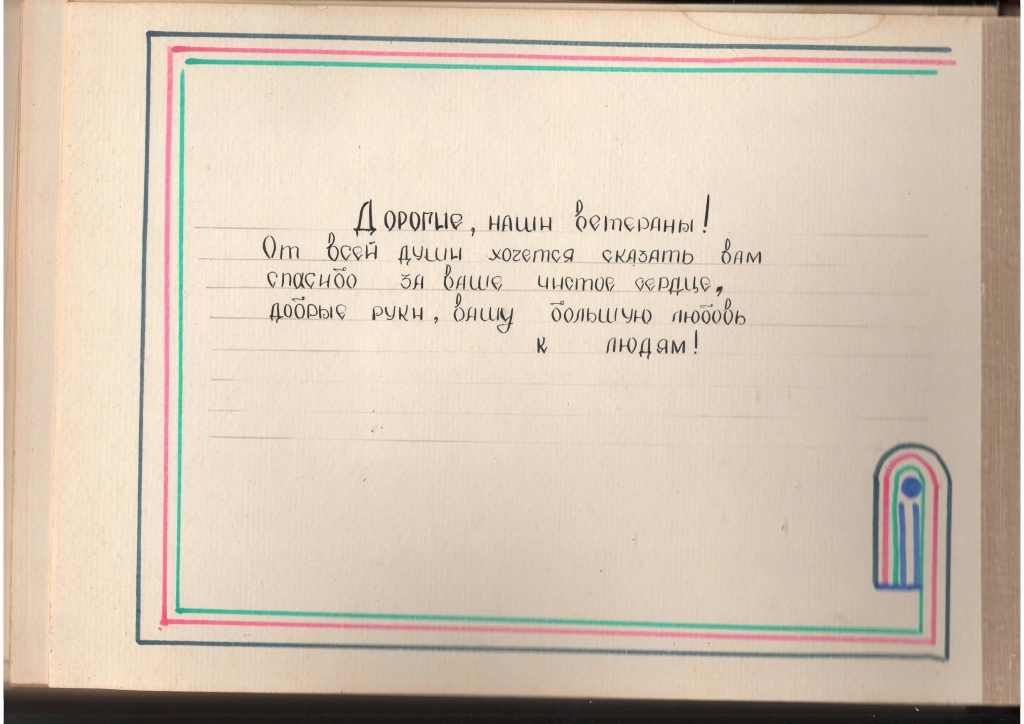 Дорогие, наши ветераны!
От всей души хочется сказать вам
спасибо за ваше чистое сердце,
добрые руки, вашу большую любовь
к людям!